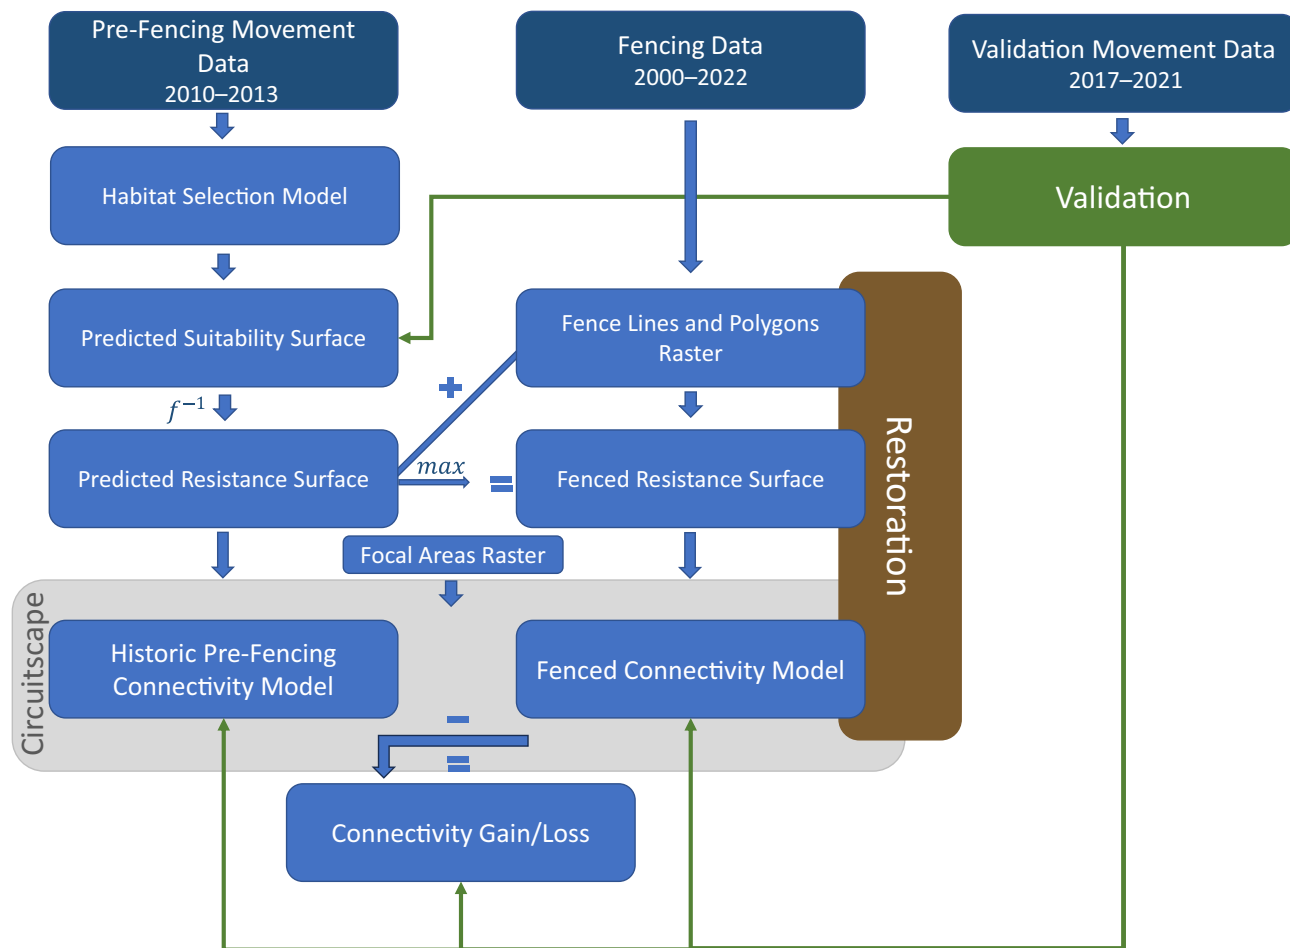 Pre-Fencing Movement
Data
2010–2013
Fencing Data
2000–2022
Validation Movement Data
2017–2021
Habitat Selection Model
Validation
Predicted Suitability Surface
Fence Lines and Polygons
Raster
+
f⁻¹
Predicted Resistance Surface
max
=
Fenced Resistance Surface
Restoration
Focal Areas Raster
Circuitscape
Historic Pre-Fencing
Connectivity Model
Fenced Connectivity Model
−
=
Connectivity Gain/Loss